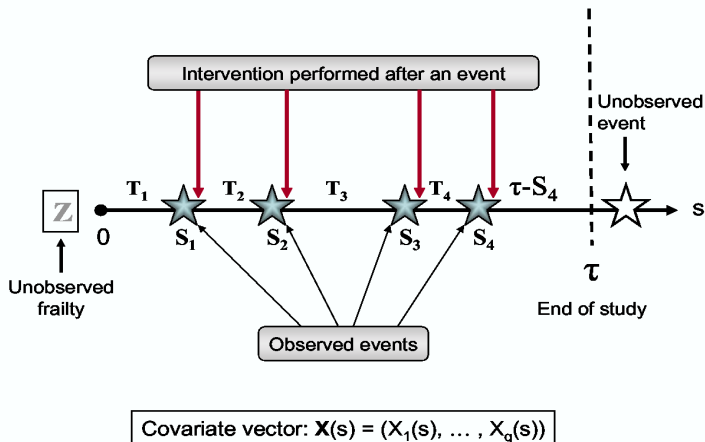 Intervention performed after an event
Unobserved
event
T₁ T₂ T₃ T₄ τ-S₄
Z
0 S₁ S₂ S₃ S₄ s
τ
Unobserved
frailty
End of study
Observed events
Covariate vector: X(s) = (X₁(s), … , X_q(s))